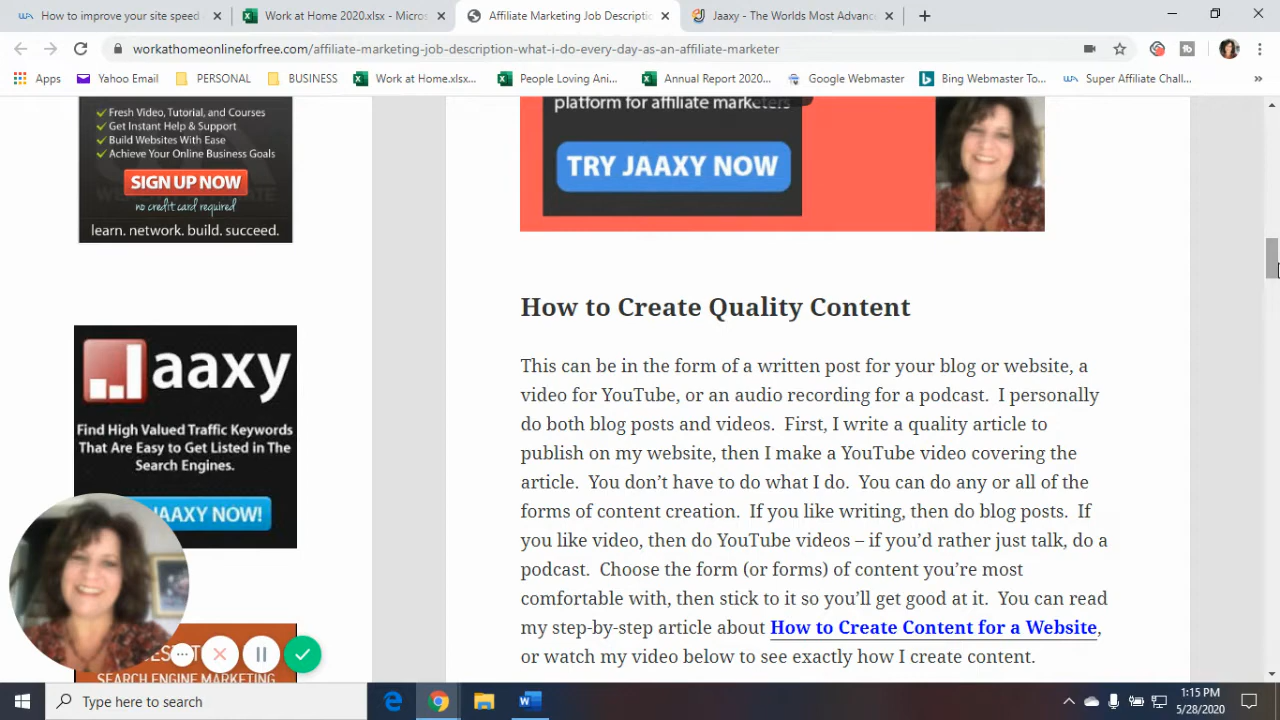 How to improve your site speed
Work at Home 2020.xlsx - Micros
Affiliate Marketing Job Descriptio
Jaaxy - The Worlds Most Advance
workathomeonlineforfree.com/affiliate-marketing-job-description-what-i-do-every-day-as-an-affiliate-marketer
Apps
Yahoo Email
PERSONAL
BUSINESS
Work at Home.xlsx...
People Loving Ani...
Annual Report 2020...
Google Webmaster
Bing Webmaster To...
Super Affiliate Chall...
»
Fresh Video, Tutorial, and Courses
Get Instant Help & Support
Build Websites With Ease
Achieve Your Online Business Goals
SIGN UP NOW
no credit card required
learn. network. build. succeed.
Jaaxy
Find High Valued Traffic Keywords
That Are Easy to Get Listed in The
Search Engines.
JAAXY NOW!
SEARCH ENGINE MARKETING
platform for affiliate marketers
TRY JAAXY NOW
How to Create Quality Content
This can be in the form of a written post for your blog or website, a
video for YouTube, or an audio recording for a podcast.  I personally
do both blog posts and videos.  First, I write a quality article to
publish on my website, then I make a YouTube video covering the
article.  You don't have to do what I do.  You can do any or all of the
forms of content creation.  If you like writing, then do blog posts.  If
you like video, then do YouTube videos – if you'd rather just talk, do a
podcast.  Choose the form (or forms) of content you're most
comfortable with, then stick to it so you'll get good at it.  You can read
my step-by-step article about How to Create Content for a Website,
or watch my video below to see exactly how I create content.
Type here to search
1:15 PM
5/28/2020